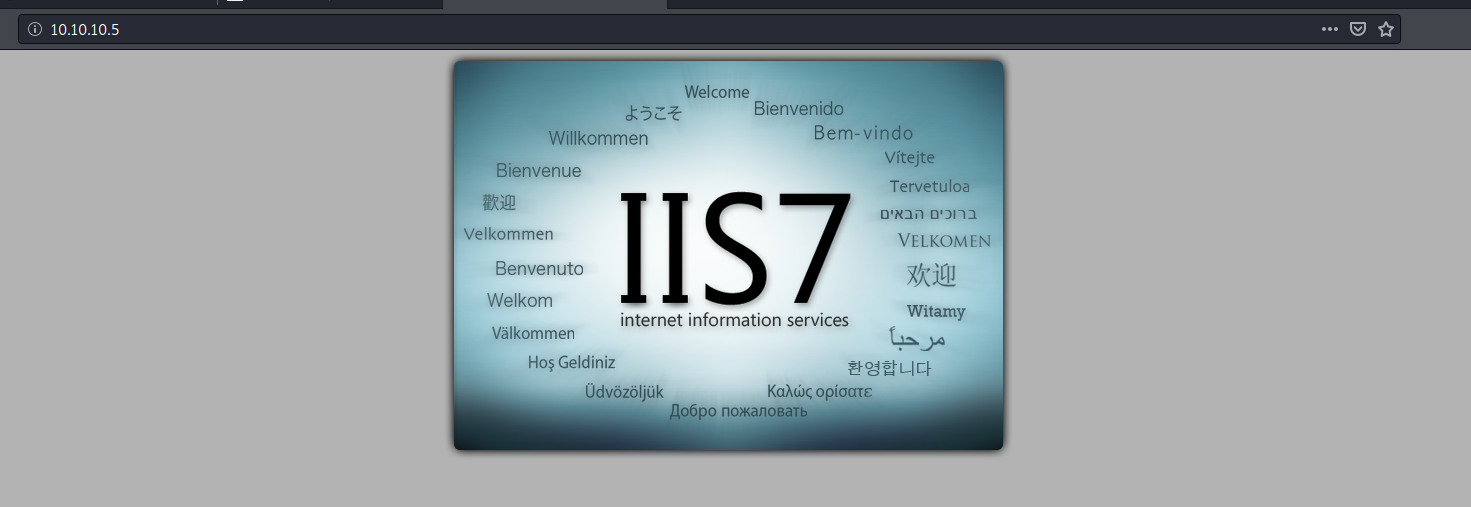 10.10.10.5
Welcome
ようこそ
Bienvenido
Willkommen
Bem-vindo
Bienvenue
Vítejte
歡迎
Tervetuloa
ברוכים הבאים
Velkommen
VELKOMEN
Benvenuto
欢迎
Welkom
Witamy
Välkommen
مرحباً
Hoş Geldiniz
환영합니다
Üdvözöljük
Καλώς ορίσατε
Добро пожаловать
IIS7
internet information services